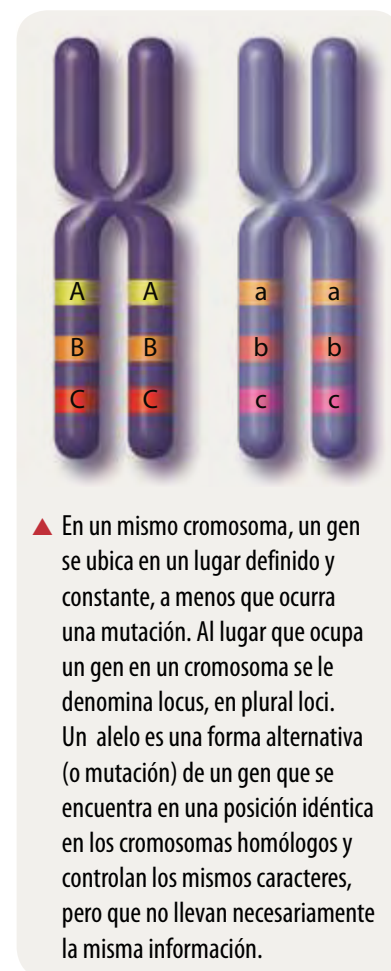 A A a a
B B b b
C C c c
▲ En un mismo cromosoma, un gen
se ubica en un lugar definido y
constante, a menos que ocurra
una mutación. Al lugar que ocupa
un gen en un cromosoma se le
denomina locus, en plural loci.
Un alelo es una forma alternativa
(o mutación) de un gen que se
encuentra en una posición idéntica
en los cromosomas homólogos y
controlan los mismos caracteres,
pero que no llevan necesariamente
la misma información.